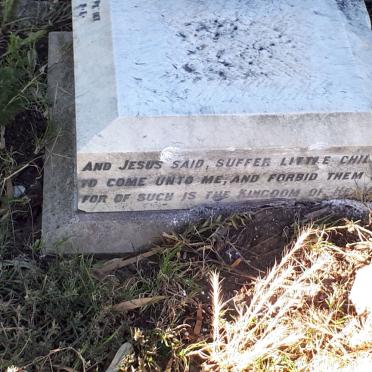 AND JESUS SAID, SUFFER LITTLE CHIL
TO COME UNTO ME, AND FORBID THEM
FOR OF SUCH IS THE KINGDOM OF HE